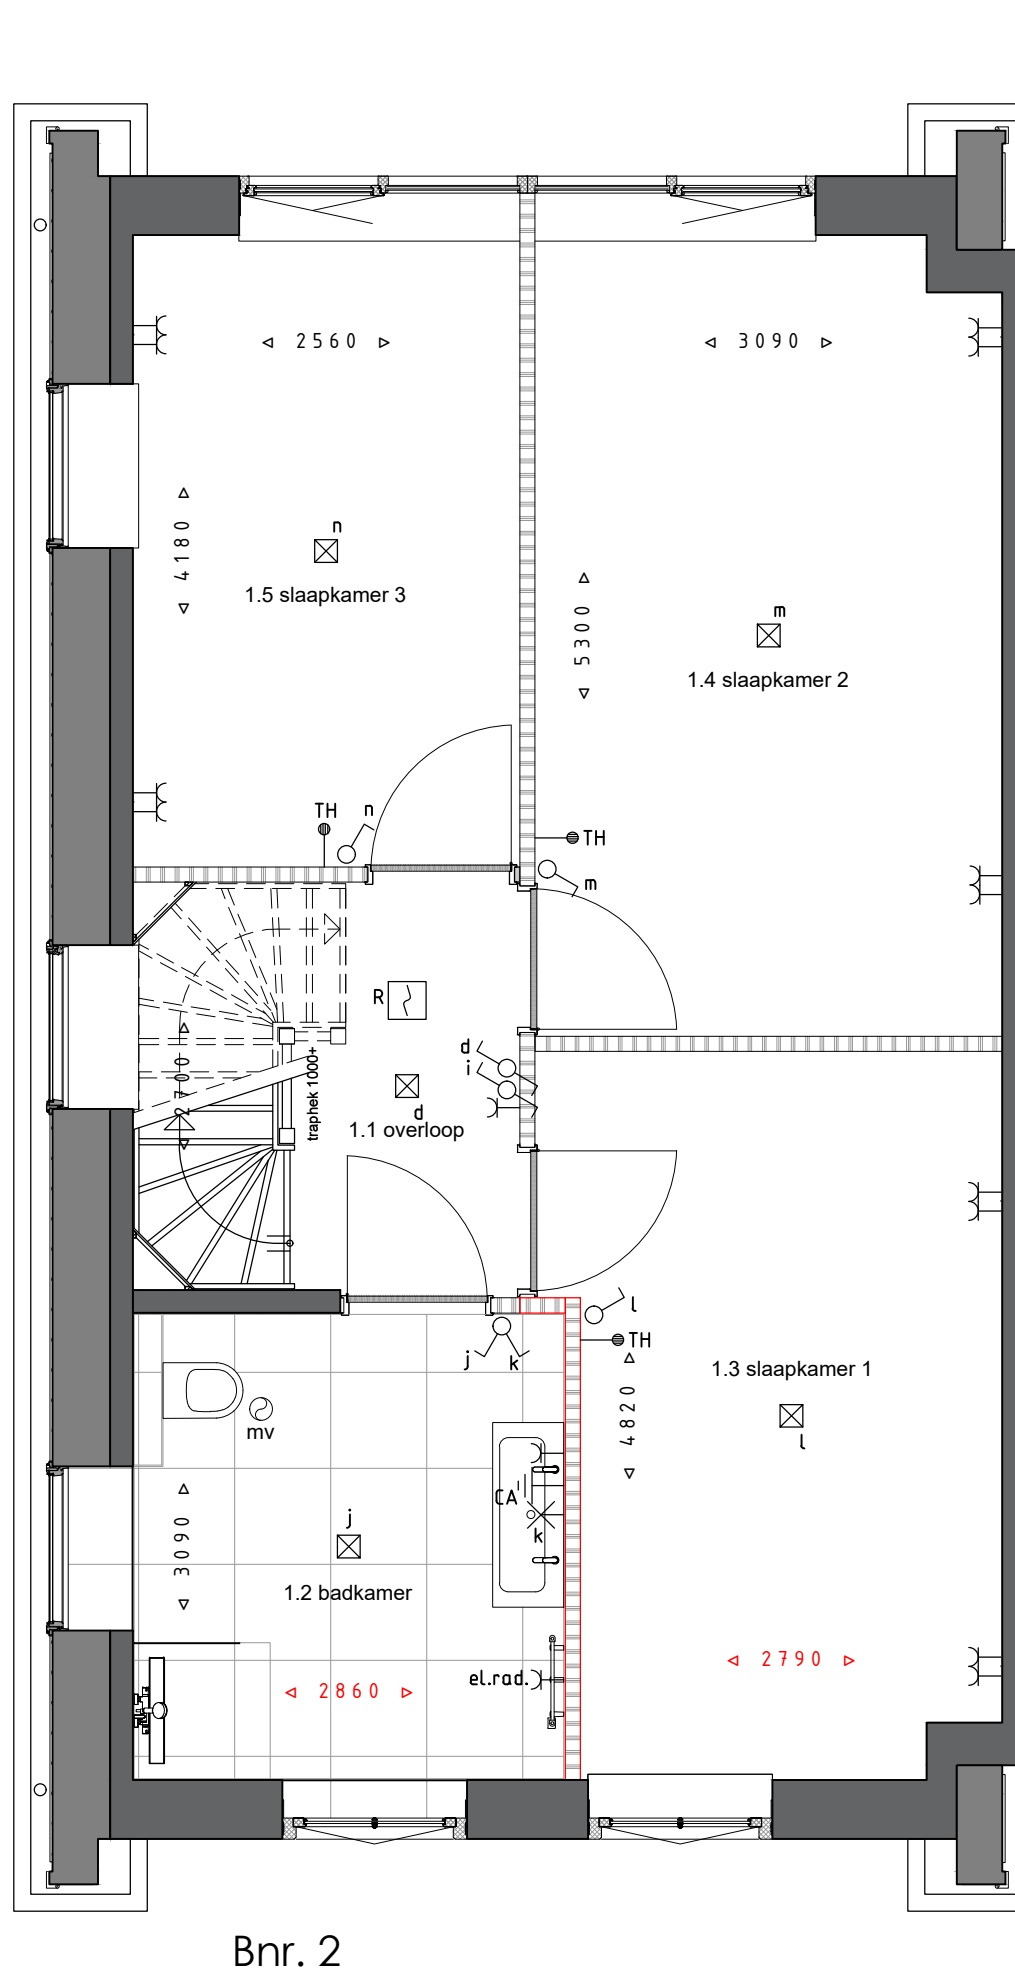 2560
3090
4180
n
1.5 slaapkamer 3
5300
m
1.4 slaapkamer 2
TH
n
TH
m
R
d
i
2700
traphek 1000+
d
1.1 overloop
l
TH
j
k
1.3 slaapkamer 1
4820
l
mv
CA
k
j
3090
1.2 badkamer
el.rad.
2790
2860
Bnr. 2